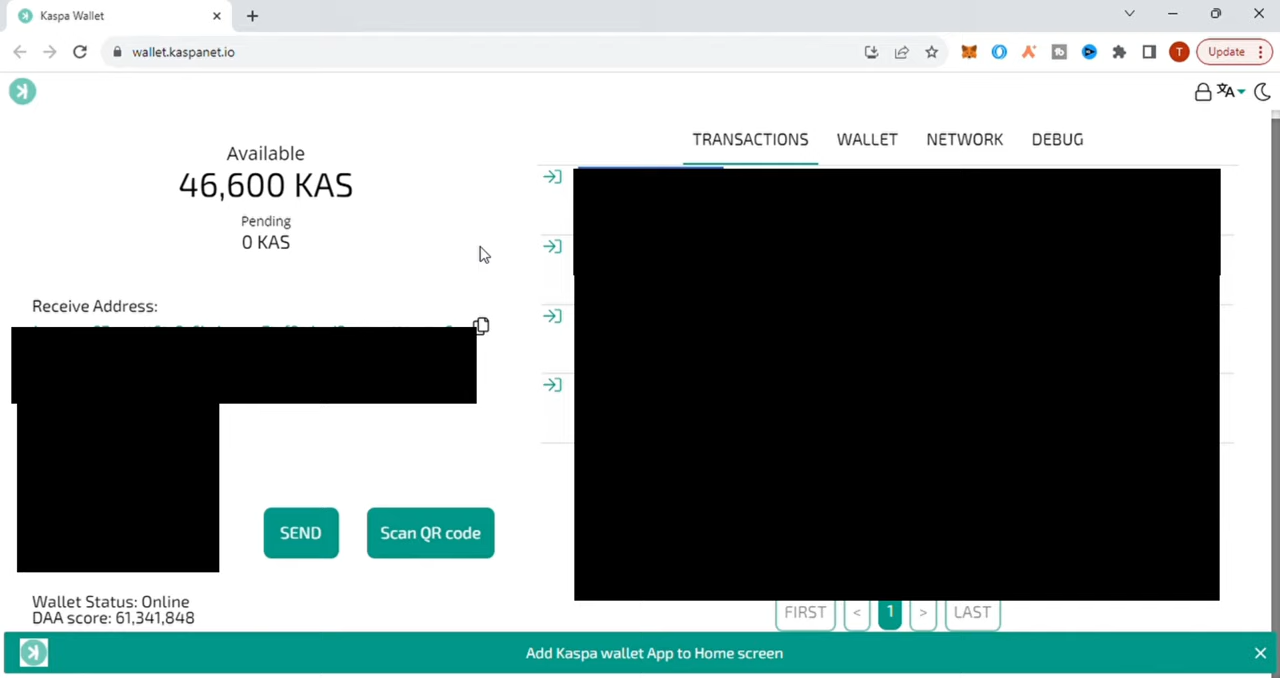 Kaspa Wallet
wallet.kaspanet.io
T
Update
Available
46,600 KAS
Pending
0 KAS
Receive Address:
SEND
Scan QR code
Wallet Status: Online
DAA score: 61,341,848
TRANSACTIONS WALLET NETWORK DEBUG
FIRST < 1 > LAST
Add Kaspa wallet App to Home screen